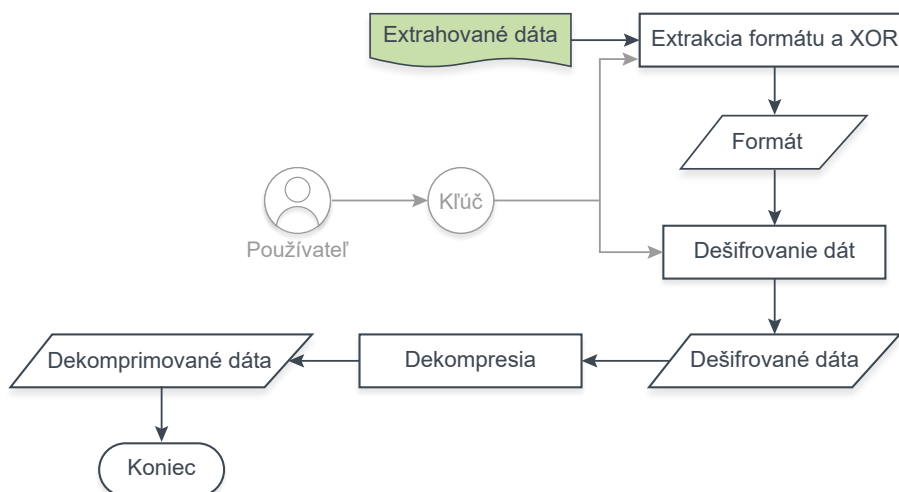 Extrahované dáta
Extrakcia formátu a XOR
Formát
Kľúč
Používateľ
Dešifrovanie dát
Dekomprimované dáta
Dekompresia
Dešifrované dáta
Koniec